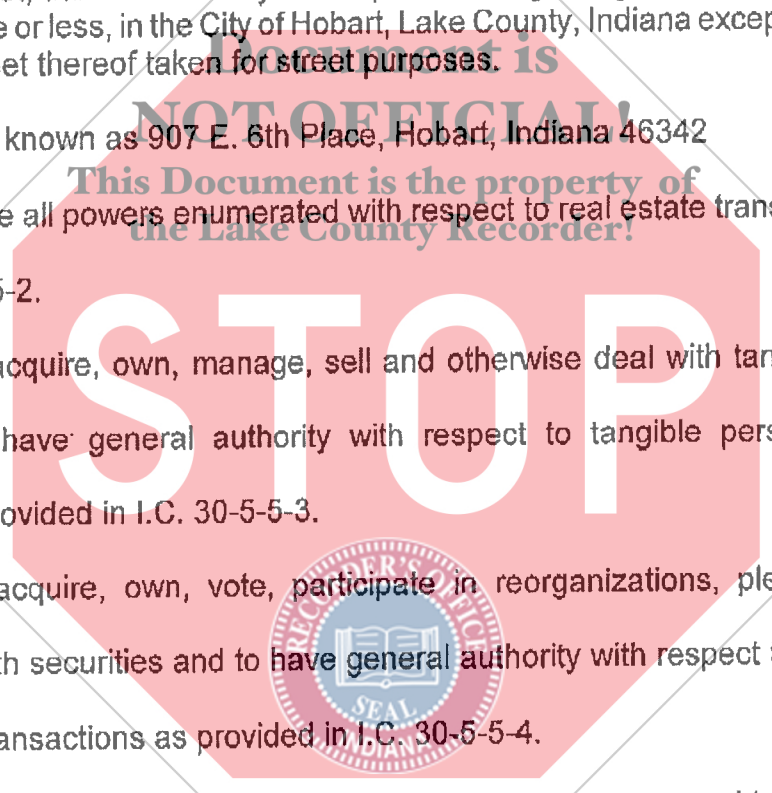 e or less, in the City of Hobart, Lake County, Indiana excep
Document is
et thereof taken for street purposes.
NOT OFFICIAL!
known as 907 E. 6th Place, Hobart, Indiana 46342
This Document is the property of
e all powers enumerated with respect to real estate trans
the Lake County Recorder!
5-2.
STOP
acquire, own, manage, sell and otherwise deal with tan
have general authority with respect to tangible pers
ovided in I.C. 30-5-5-3.
acquire, own, vote, participate in reorganizations, ple
th securities and to have general authority with respect
ansactions as provided in I.C. 30-5-5-4.
RECORDER'S OFFICE
SEAL
INDIANA